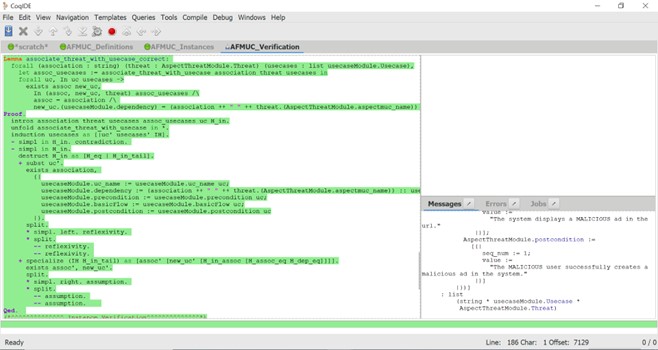 CoqIDE
File Edit View Navigation Templates Queries Tools Compile Debug Windows Help
*scratch* AFMUC_Definitions AFMUC_Instances AFMUC_Verification
Lemma associate_threat_with_usecase_correct:
forall (association : string) (threat : AspectThreatModule.Threat) (usecases : list usecaseModule.Usecase),
let assoc_usecases := associate_threat_with_usecase association threat usecases in
forall uc, In uc usecases ->
exists assoc new_uc,
In (assoc, new_uc, threat) assoc_usecases /\
assoc = association /\
new_uc.(usecaseModule.dependency) = (association ++ " " ++ threat.(AspectThreatModule.aspectmuc_name))
Proof.
intros association threat usecases assoc_usecases uc H_in.
unfold associate_threat_with_usecase in *.
induction usecases as [|uc' usecases' IH].
- simpl in H_in. contradiction.
- simpl in H_in.
destruct H_in as [H_eq | H_in_tail].
+ subst uc'.
exists association,
{|
usecaseModule.uc_name := usecaseModule.uc_name uc;
usecaseModule.dependency := (association ++ " " ++ threat.(AspectThreatModule.aspectmuc_name)) :: use
usecaseModule.precondition := usecaseModule.precondition uc;
usecaseModule.basicflow := usecaseModule.basicflow uc;
usecaseModule.postcondition := usecaseModule.postcondition uc
|}.
split.
* simpl. left. reflexivity.
* split.
-- reflexivity.
-- reflexivity.
+ specialize (IH H_in_tail) as [assoc' [new_uc' [H_in_assoc [H_assoc_eq H_dep_eq]]]].
exists assoc', new_uc'.
split.
* simpl. right. assumption.
* split.
-- assumption.
-- assumption.
Qed.
Messages Errors Jobs
value :=
"The system displays a MALICIOUS ad in the
url."
|}];
AspectThreatModule.postcondition :=
[{|
seq_num := 1;
value :=
"The MALICIOUS user successfully creates a
malicious ad in the system."
|}]
|})]
: list
(string * usecaseModule.Usecase *
AspectThreatModule.Threat)
Ready Line: 186 Char: 1 Offset: 7129 0 / 0